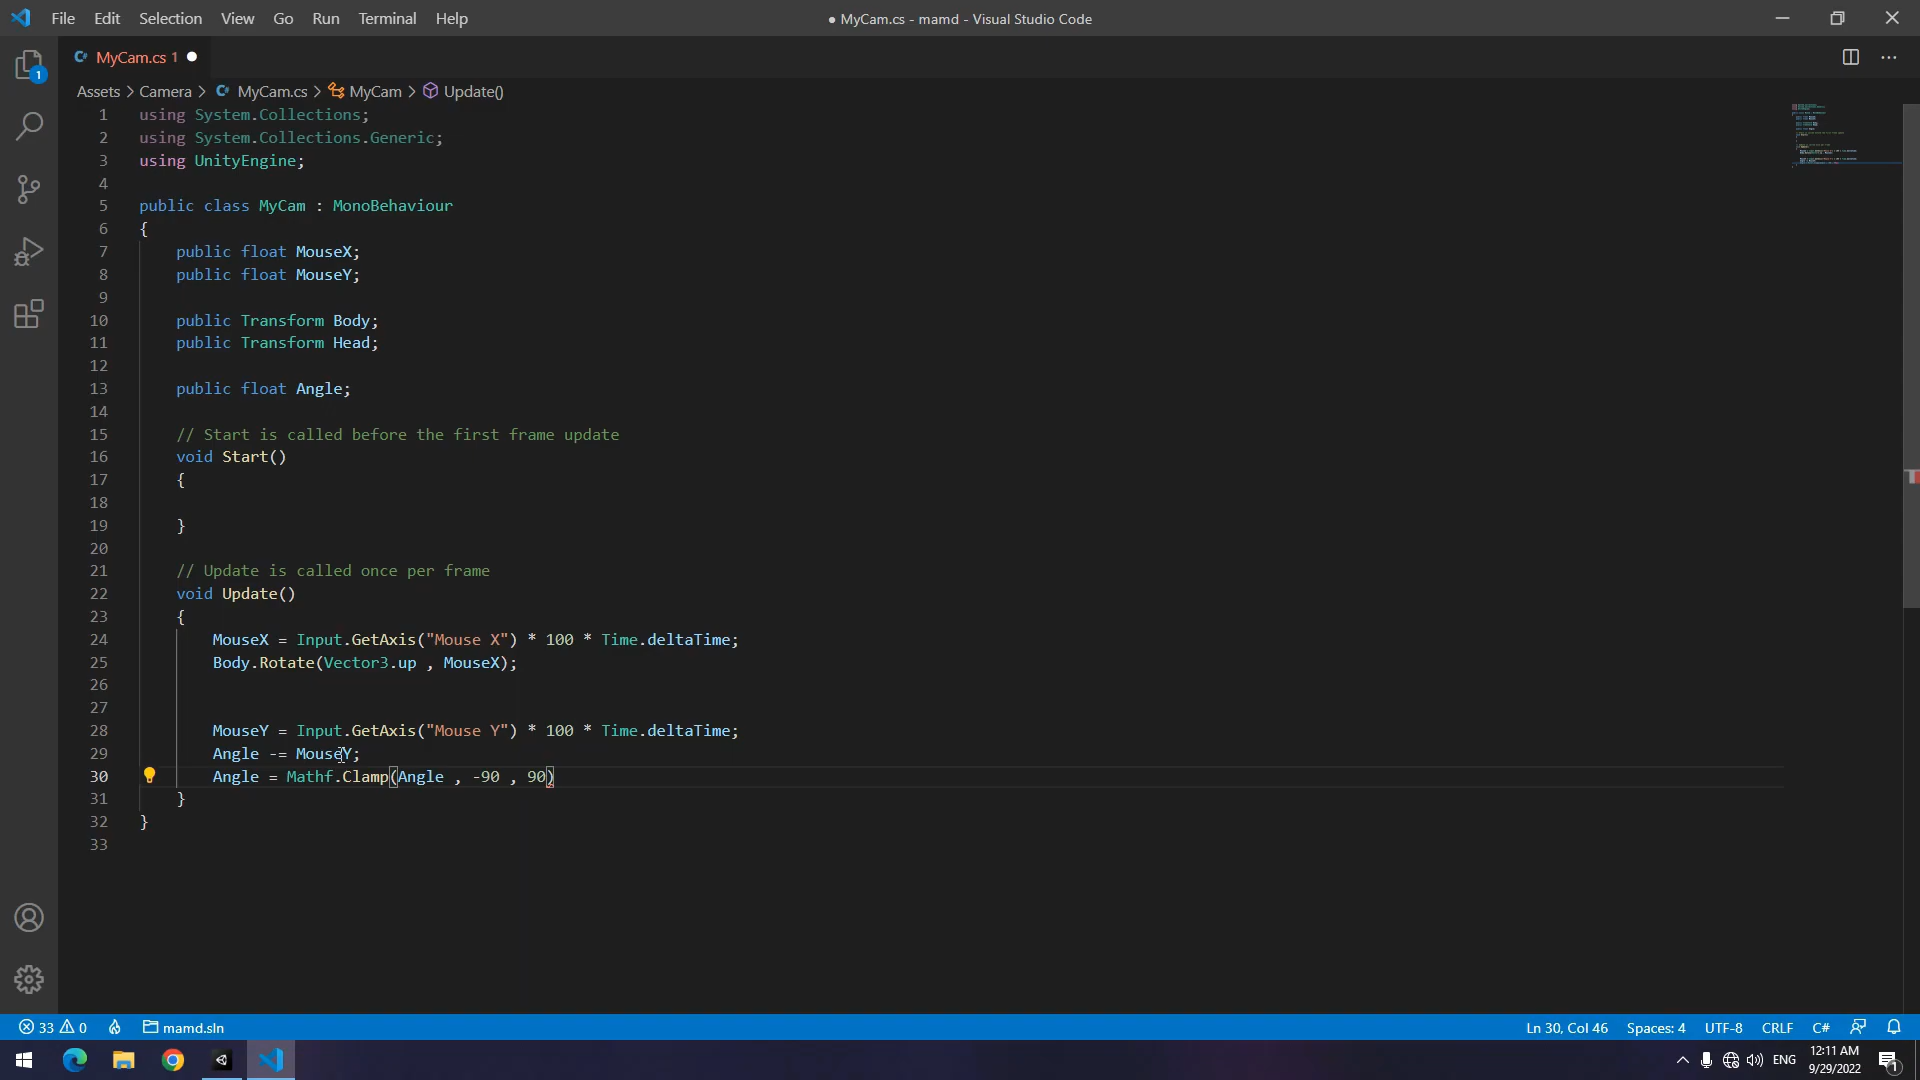 File Edit Selection View Go Run Terminal Help
● MyCam.cs - mamd - Visual Studio Code
MyCam.cs 1
Assets > Camera > MyCam.cs > MyCam > Update()
1 using System.Collections;
2 using System.Collections.Generic;
3 using UnityEngine;
4
5 public class MyCam : MonoBehaviour
6 {
7 public float MouseX;
8 public float MouseY;
9
10 public Transform Body;
11 public Transform Head;
12
13 public float Angle;
14
15 // Start is called before the first frame update
16 void Start()
17 {
18
19 }
20
21 // Update is called once per frame
22 void Update()
23 {
24 MouseX = Input.GetAxis("Mouse X") * 100 * Time.deltaTime;
25 Body.Rotate(Vector3.up , MouseX);
26
27
28 MouseY = Input.GetAxis("Mouse Y") * 100 * Time.deltaTime;
29 Angle -= MouseY;
30 Angle = Mathf.Clamp(Angle , -90 , 90)
31 }
32 }
33
1
33 0 mamd.sln
Ln 30, Col 46 Spaces: 4 UTF-8 CRLF C#
ENG
12:11 AM
9/29/2022
1